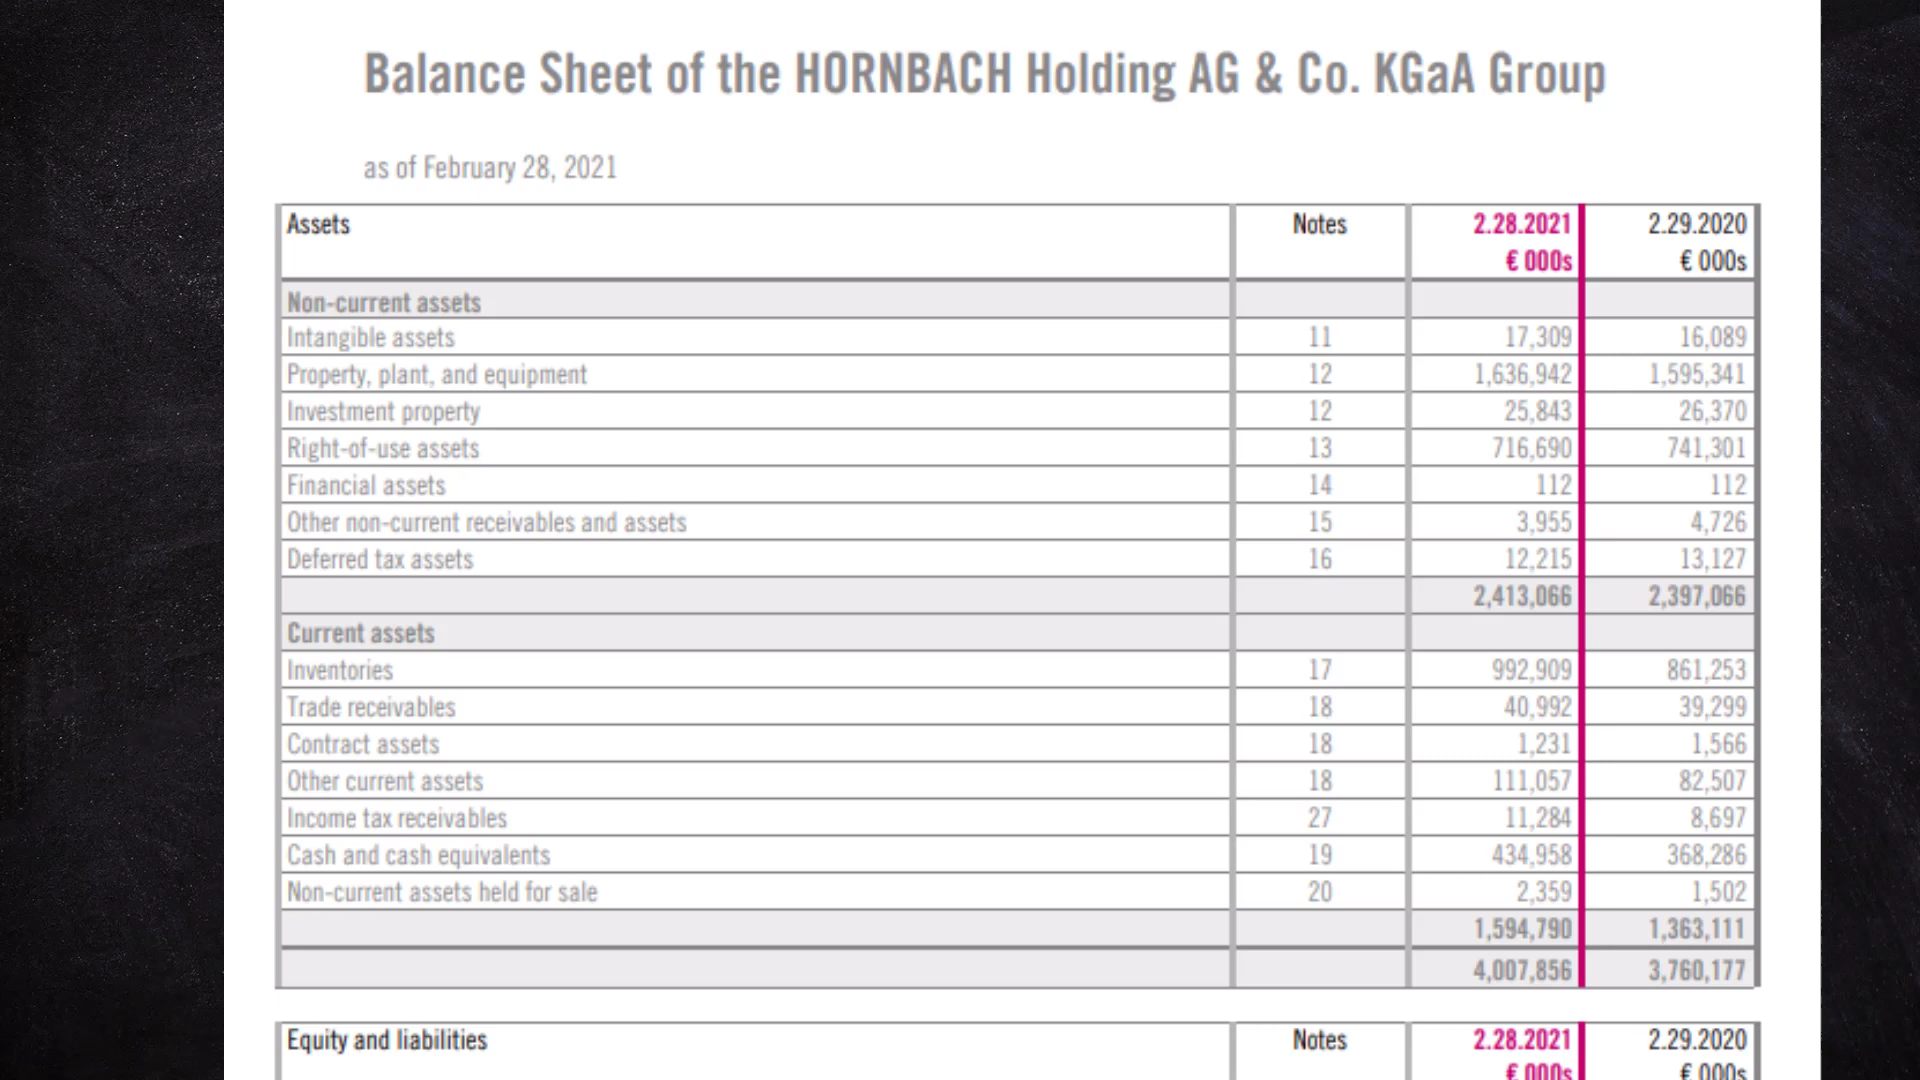 Balance Sheet of the HORNBACH Holding AG & Co. KGaA Group
as of February 28, 2021
Assets Notes 2.28.2021 2.29.2020
€ 000s € 000s
Non-current assets
Intangible assets 11 17,309 16,089
Property, plant, and equipment 12 1,636,942 1,595,341
Investment property 12 25,843 26,370
Right-of-use assets 13 716,690 741,301
Financial assets 14 112 112
Other non-current receivables and assets 15 3,955 4,726
Deferred tax assets 16 12,215 13,127
2,413,066 2,397,066
Current assets
Inventories 17 992,909 861,253
Trade receivables 18 40,992 39,299
Contract assets 18 1,231 1,566
Other current assets 18 111,057 82,507
Income tax receivables 27 11,284 8,697
Cash and cash equivalents 19 434,958 368,286
Non-current assets held for sale 20 2,359 1,502
1,594,790 1,363,111
4,007,856 3,760,177
Equity and liabilities Notes 2.28.2021 2.29.2020
€ 000s € 000s